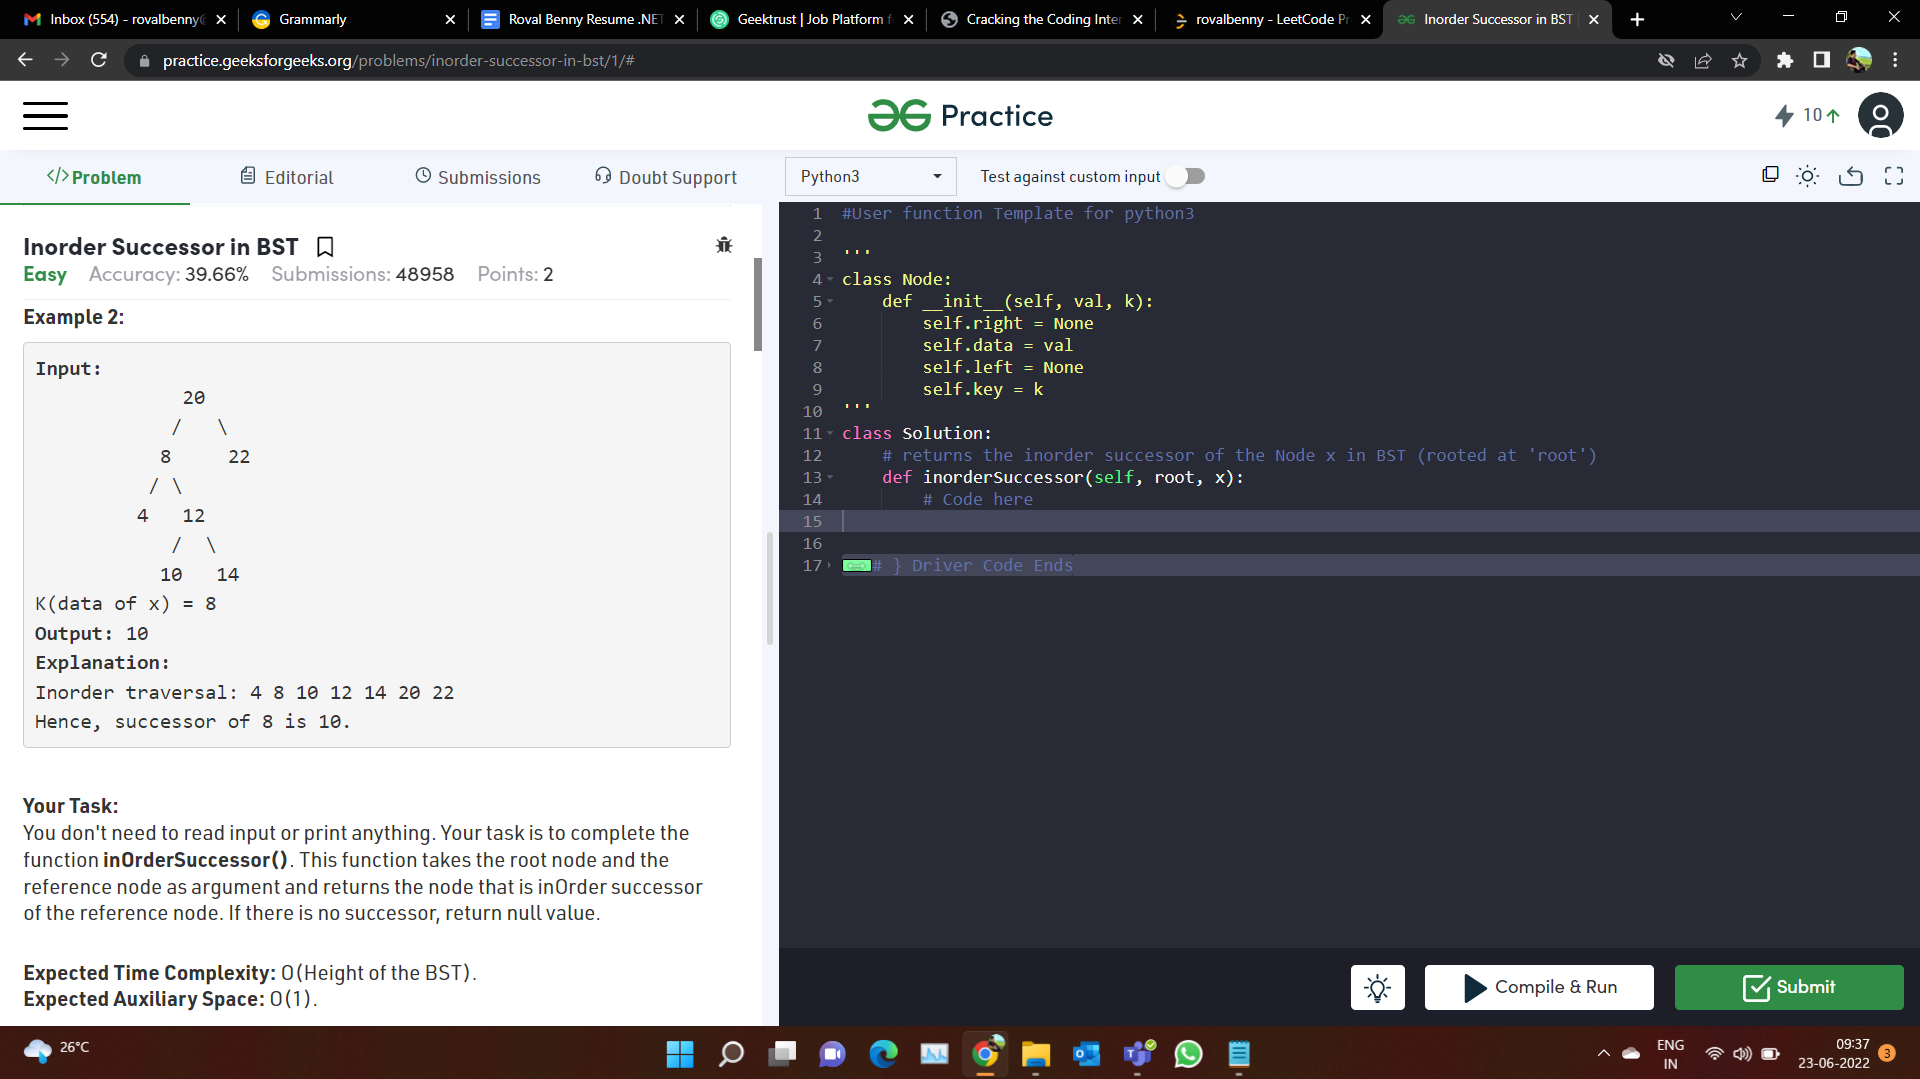 Inbox (554) - rovalbenny@
Grammarly
Roval Benny Resume .NET
Geektrust | Job Platform f
Cracking the Coding Inter
rovalbenny - LeetCode Pr
Inorder Successor in BST
practice.geeksforgeeks.org/problems/inorder-successor-in-bst/1/#
Practice
10
</>Problem
Editorial
Submissions
Doubt Support
Python3
Test against custom input
Inorder Successor in BST
Easy Accuracy: 39.66% Submissions: 48958 Points: 2
Example 2:
Input:
20
/ \
8 22
/ \
4 12
/ \
10 14
K(data of x) = 8
Output: 10
Explanation:
Inorder traversal: 4 8 10 12 14 20 22
Hence, successor of 8 is 10.
Your Task:
You don't need to read input or print anything. Your task is to complete the
function inOrderSuccessor(). This function takes the root node and the
reference node as argument and returns the node that is inOrder successor
of the reference node. If there is no successor, return null value.
Expected Time Complexity: O(Height of the BST).
Expected Auxiliary Space: O(1).
1 #User function Template for python3
2
3 '''
4 class Node:
5 def __init__(self, val, k):
6 self.right = None
7 self.data = val
8 self.left = None
9 self.key = k
10 '''
11 class Solution:
12 # returns the inorder successor of the Node x in BST (rooted at 'root')
13 def inorderSuccessor(self, root, x):
14 # Code here
15
16
17 # } Driver Code Ends
Compile & Run
Submit
26°C
ENG
IN
09:37
23-06-2022
3